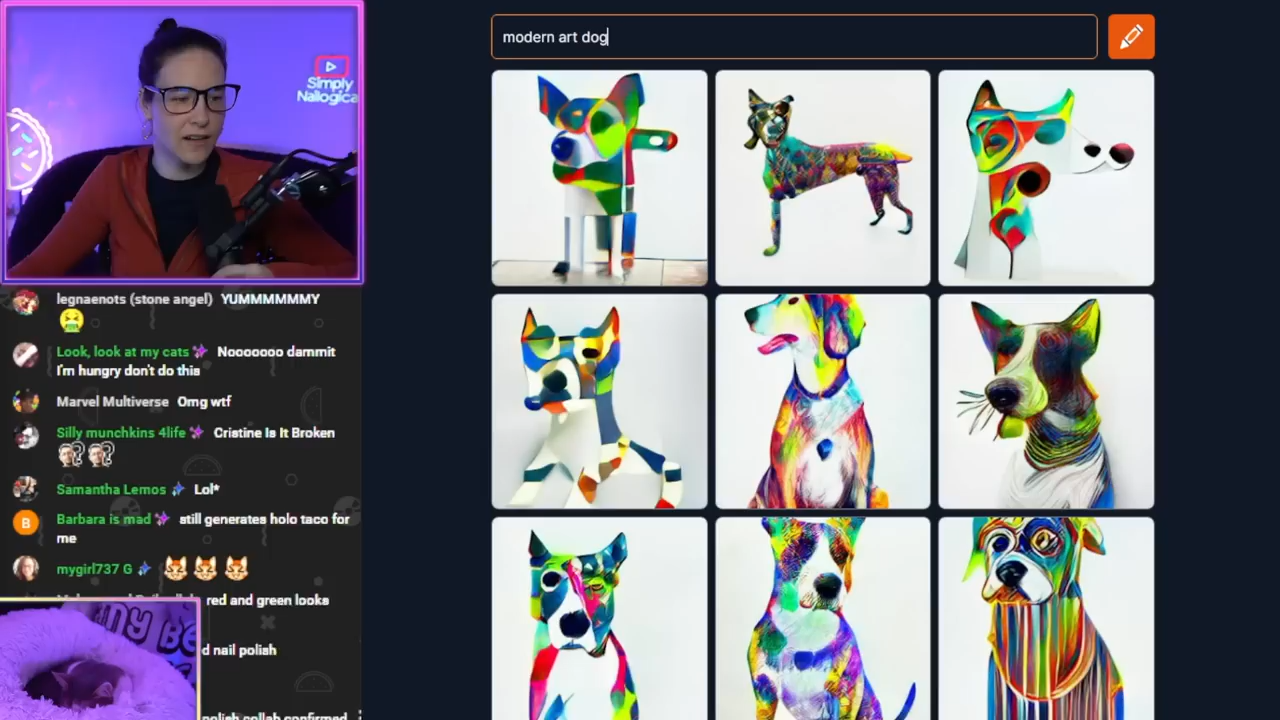 modern art dog
Simply
Nailogica
legnaenots (stone angel) YUMMMMMMY
Look, look at my cats Nooooooo dammit
I'm hungry don't do this
Marvel Multiverse Omg wtf
Silly munchkins 4life Cristine Is It Broken
Samantha Lemos Lol*
B Barbara is mad still generates holo taco for
me
mygirl737 G
red and green looks
d nail polish
polish collab confirmed